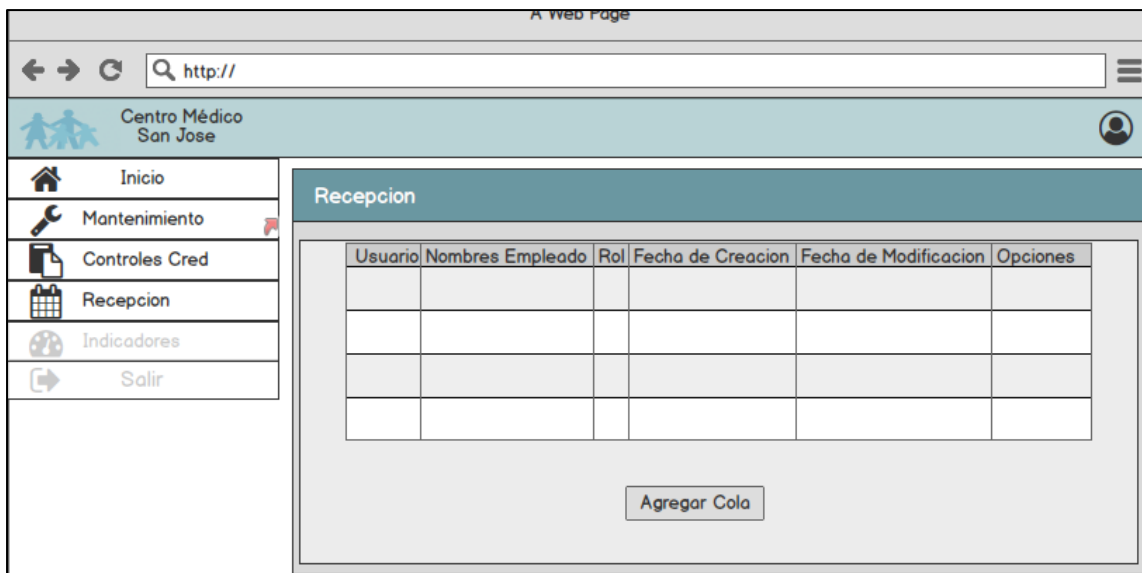 A Web Page
http://
Centro Médico
San Jose
Inicio
Mantenimiento
Controles Cred
Recepcion
Indicadores
Salir
Recepcion
Usuario Nombres Empleado Rol Fecha de Creacion Fecha de Modificacion Opciones
Agregar Cola